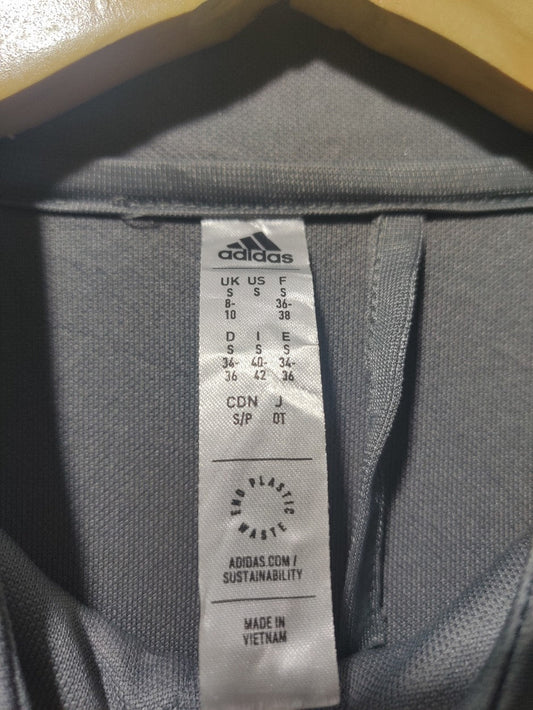 adidas
UK US F
S S S
8- 36-
10 38
D I E
S S S
34- 40- 34-
36 42 36
CDN J
S/P OT
END PLASTIC WASTE
ADIDAS.COM/
SUSTAINABILITY
MADE IN
VIETNAM